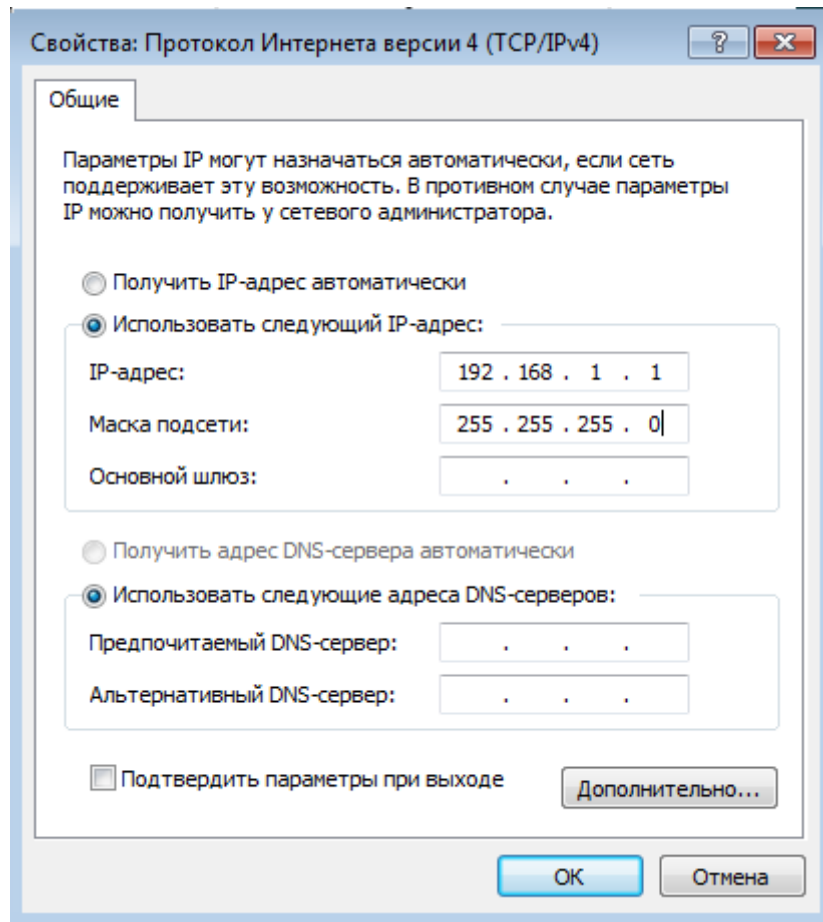 Свойства: Протокол Интернета версии 4 (TCP/IPv4)
Общие
Параметры IP могут назначаться автоматически, если сеть
поддерживает эту возможность. В противном случае параметры
IP можно получить у сетевого администратора.
Получить IP-адрес автоматически
Использовать следующий IP-адрес:
IP-адрес: 192 . 168 . 1 . 1
Маска подсети: 255 . 255 . 255 . 0
Основной шлюз: . . .
Получить адрес DNS-сервера автоматически
Использовать следующие адреса DNS-серверов:
Предпочитаемый DNS-сервер: . . .
Альтернативный DNS-сервер: . . .
Подтвердить параметры при выходе
Дополнительно...
ОК Отмена